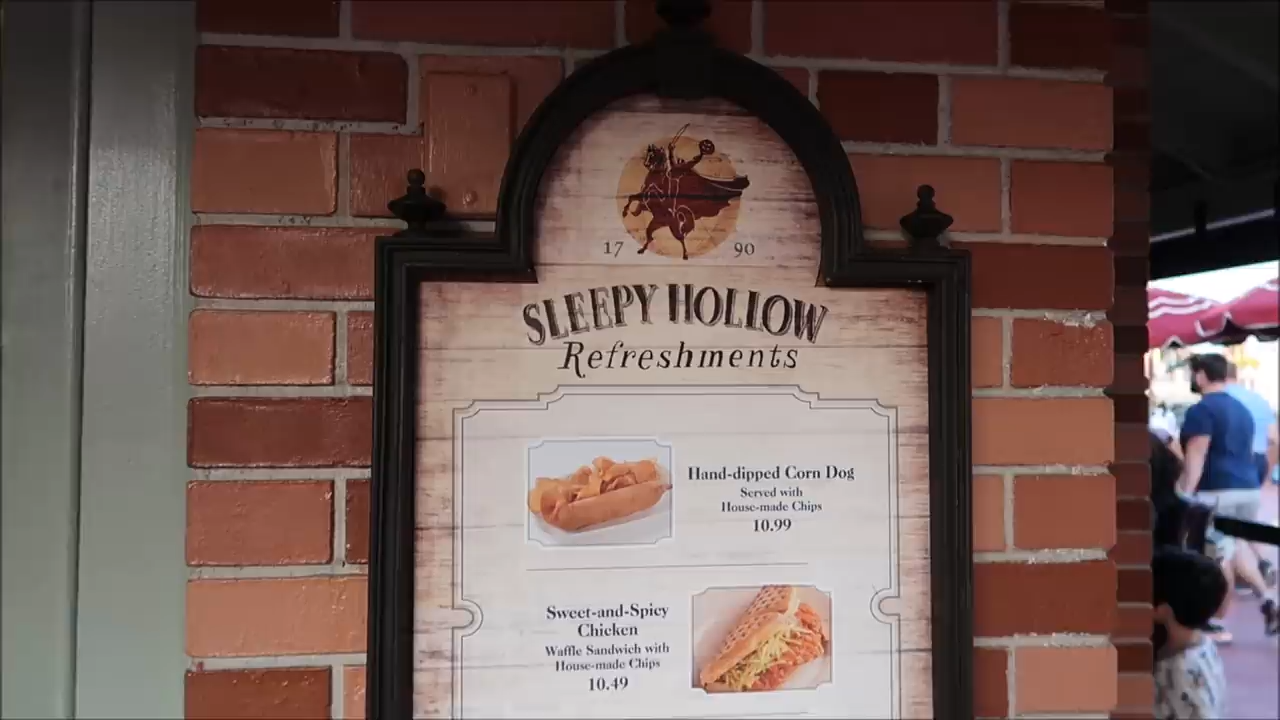 17 90
SLEEPY HOLLOW
Refreshments
Hand-dipped Corn Dog
Served with
House-made Chips
10.99
Sweet-and-Spicy
Chicken
Waffle Sandwich with
House-made Chips
10.49